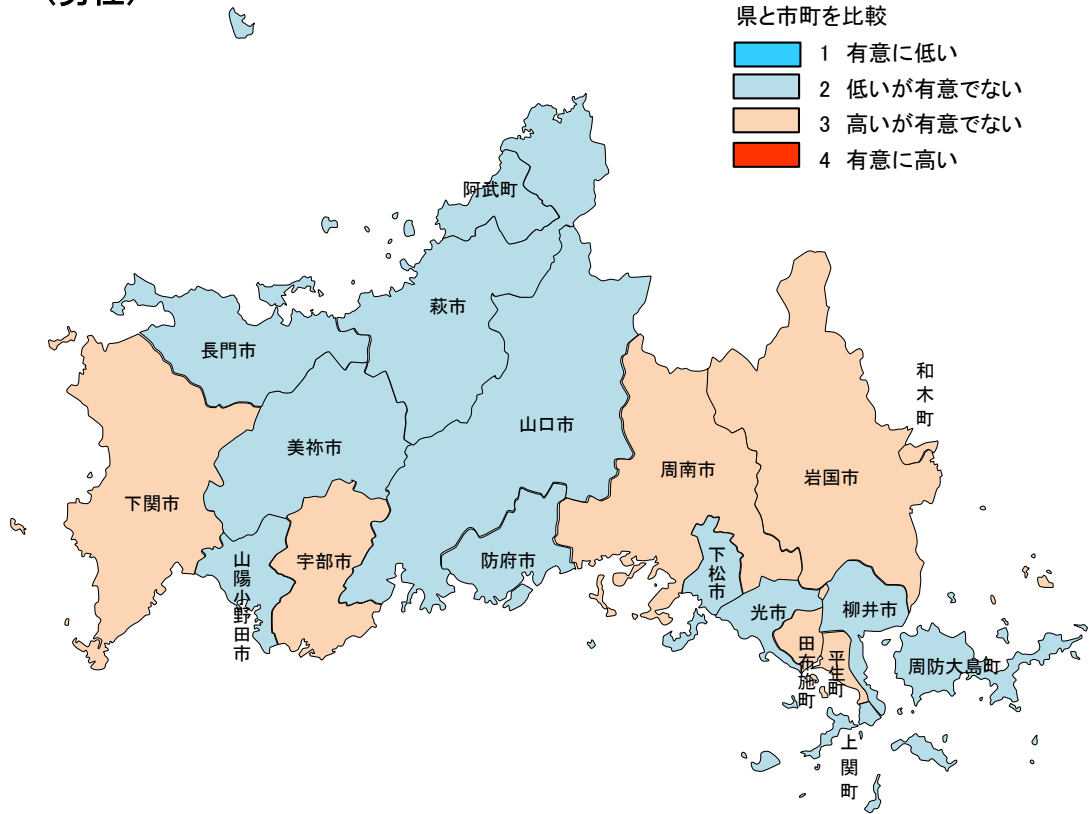 （男性）
県と市町を比較
1 有意に低い
2 低いが有意でない
3 高いが有意でない
4 有意に高い
阿武町
萩市
長門市
和木町
山口市
美祢市
周南市
岩国市
下関市
宇部市
防府市
山陽小野田市
下松市
光市
柳井市
田布施町
平生町
周防大島町
上関町